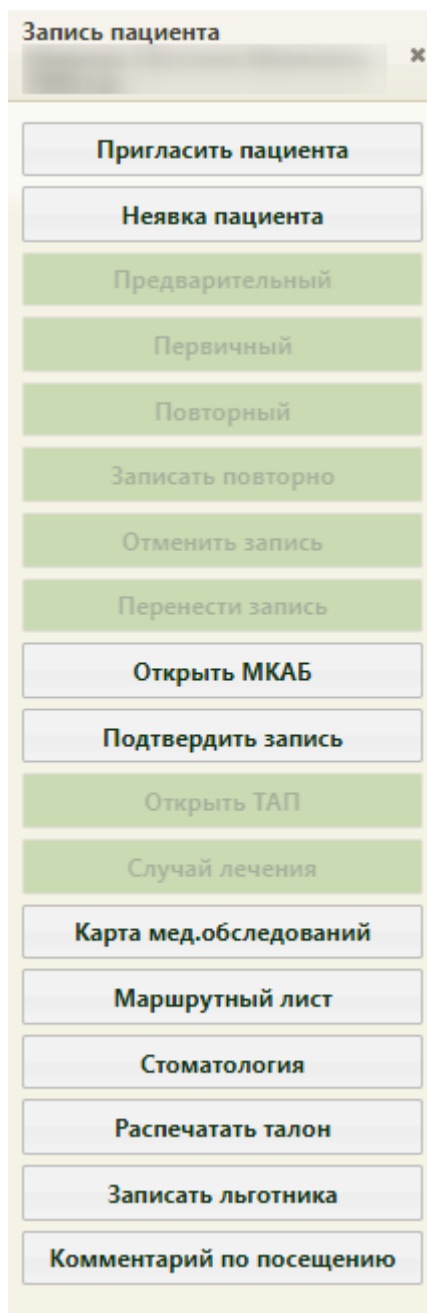 Запись пациента
Пригласить пациента
Неявка пациента
Предварительный
Первичный
Повторный
Записать повторно
Отменить запись
Перенести запись
Открыть МКАБ
Подтвердить запись
Открыть ТАП
Случай лечения
Карта мед.обследований
Маршрутный лист
Стоматология
Распечатать талон
Записать льготника
Комментарий по посещению